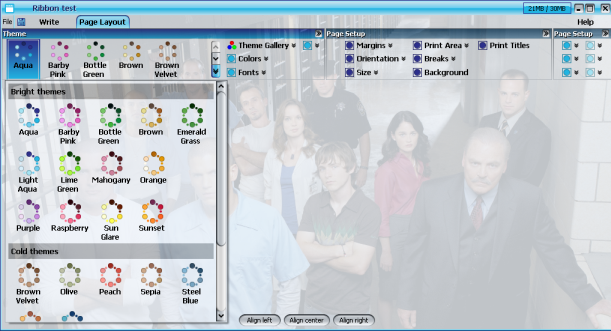 Ribbon test
21MB / 30MB
File Write Page Layout Help
Theme Page Setup Page Setup
Aqua Barby Pink Bottle Green Brown Brown Velvet
Theme Gallery
Colors
Fonts
Margins Print Area Print Titles
Orientation Breaks
Size Background
Bright themes
Aqua Barby Pink Bottle Green Brown Emerald Grass
Light Aqua Lime Green Mahogany Orange
Purple Raspberry Sun Glare Sunset
Cold themes
Brown Velvet Olive Peach Sepia Steel Blue
Align left Align center Align right